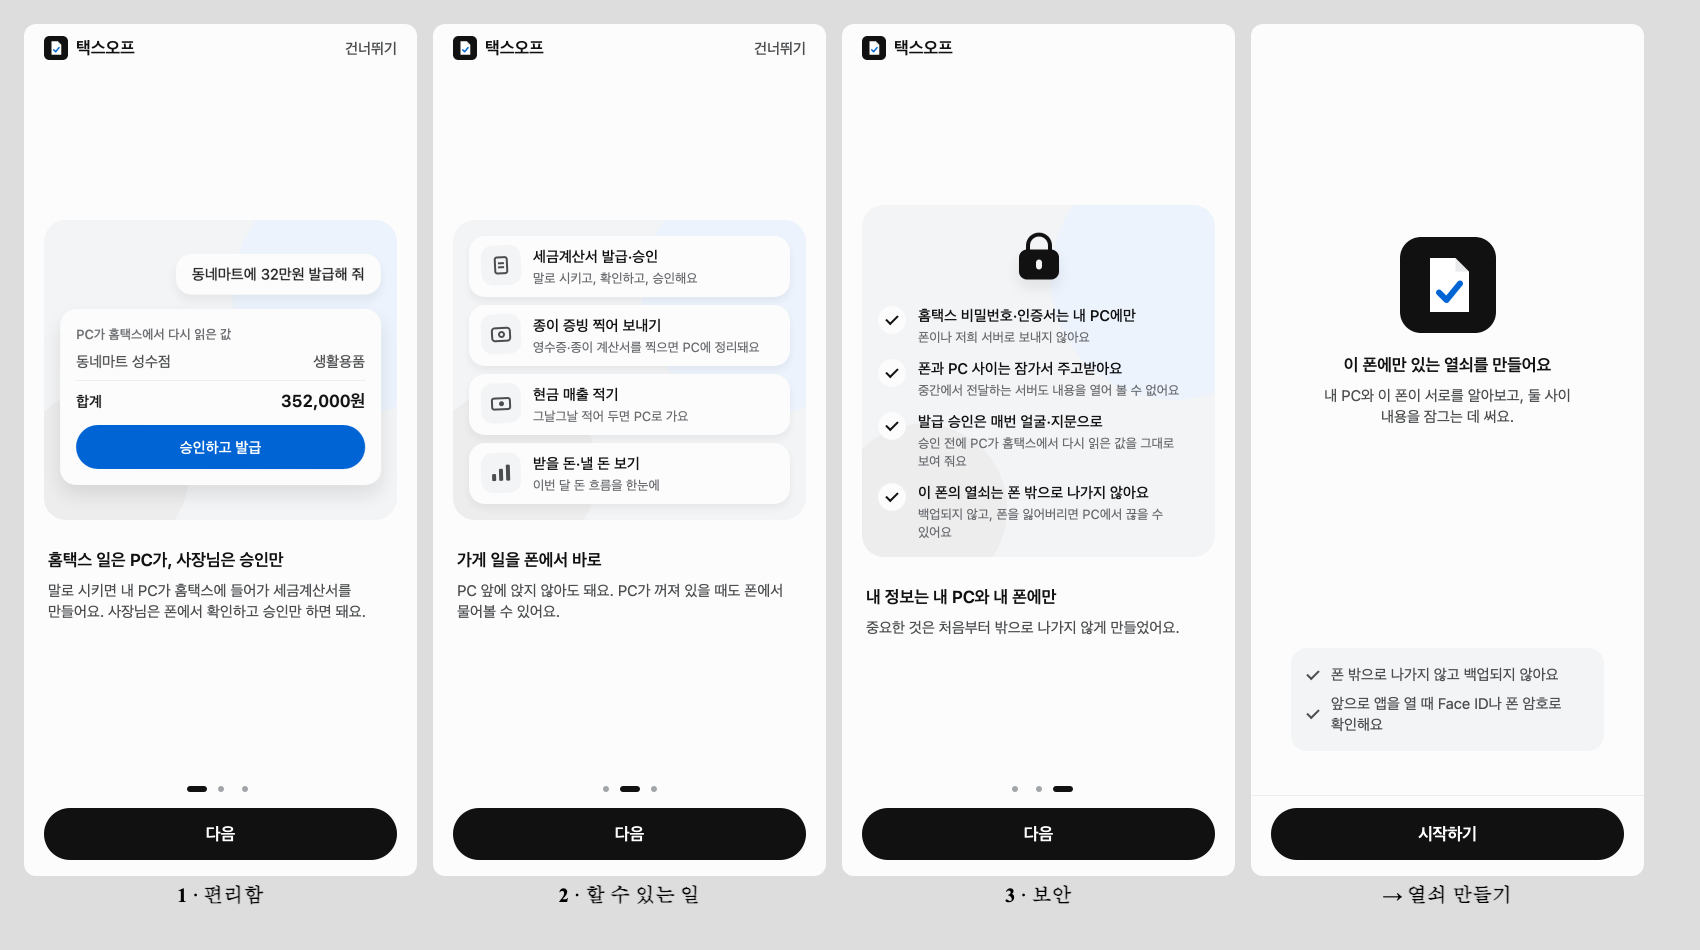 택스오프
건너뛰기
동네마트에 32만원 발급해 줘
PC가 홈택스에서 다시 읽은 값
동네마트 성수점 생활용품
합계 352,000원
승인하고 발급
홈택스 일은 PC가, 사장님은 승인만
말로 시키면 내 PC가 홈택스에 들어가 세금계산서를
만들어요. 사장님은 폰에서 확인하고 승인만 하면 돼요.
다음
1 · 편리함
택스오프
건너뛰기
세금계산서 발급·승인
말로 시키고, 확인하고, 승인해요
종이 증빙 찍어 보내기
영수증·종이 계산서를 찍으면 PC에 정리돼요
현금 매출 적기
그날그날 적어 두면 PC로 가요
받을 돈·낼 돈 보기
이번 달 돈 흐름을 한눈에
가게 일을 폰에서 바로
PC 앞에 앉지 않아도 돼요. PC가 꺼져 있을 때도 폰에서
물어볼 수 있어요.
다음
2 · 할 수 있는 일
택스오프
홈택스 비밀번호·인증서는 내 PC에만
폰이나 저희 서버로 보내지 않아요
폰과 PC 사이는 잠가서 주고받아요
중간에서 전달하는 서버도 내용을 열어 볼 수 없어요
발급 승인은 매번 얼굴·지문으로
승인 전에 PC가 홈택스에서 다시 읽은 값을 그대로
보여 줘요
이 폰의 열쇠는 폰 밖으로 나가지 않아요
백업되지 않고, 폰을 잃어버리면 PC에서 끊을 수
있어요
내 정보는 내 PC와 내 폰에만
중요한 것은 처음부터 밖으로 나가지 않게 만들었어요.
다음
3 · 보안
이 폰에만 있는 열쇠를 만들어요
내 PC와 이 폰이 서로를 알아보고, 둘 사이
내용을 잠그는 데 써요.
폰 밖으로 나가지 않고 백업되지 않아요
앞으로 앱을 열 때 Face ID나 폰 암호로
확인해요
시작하기
→ 열쇠 만들기